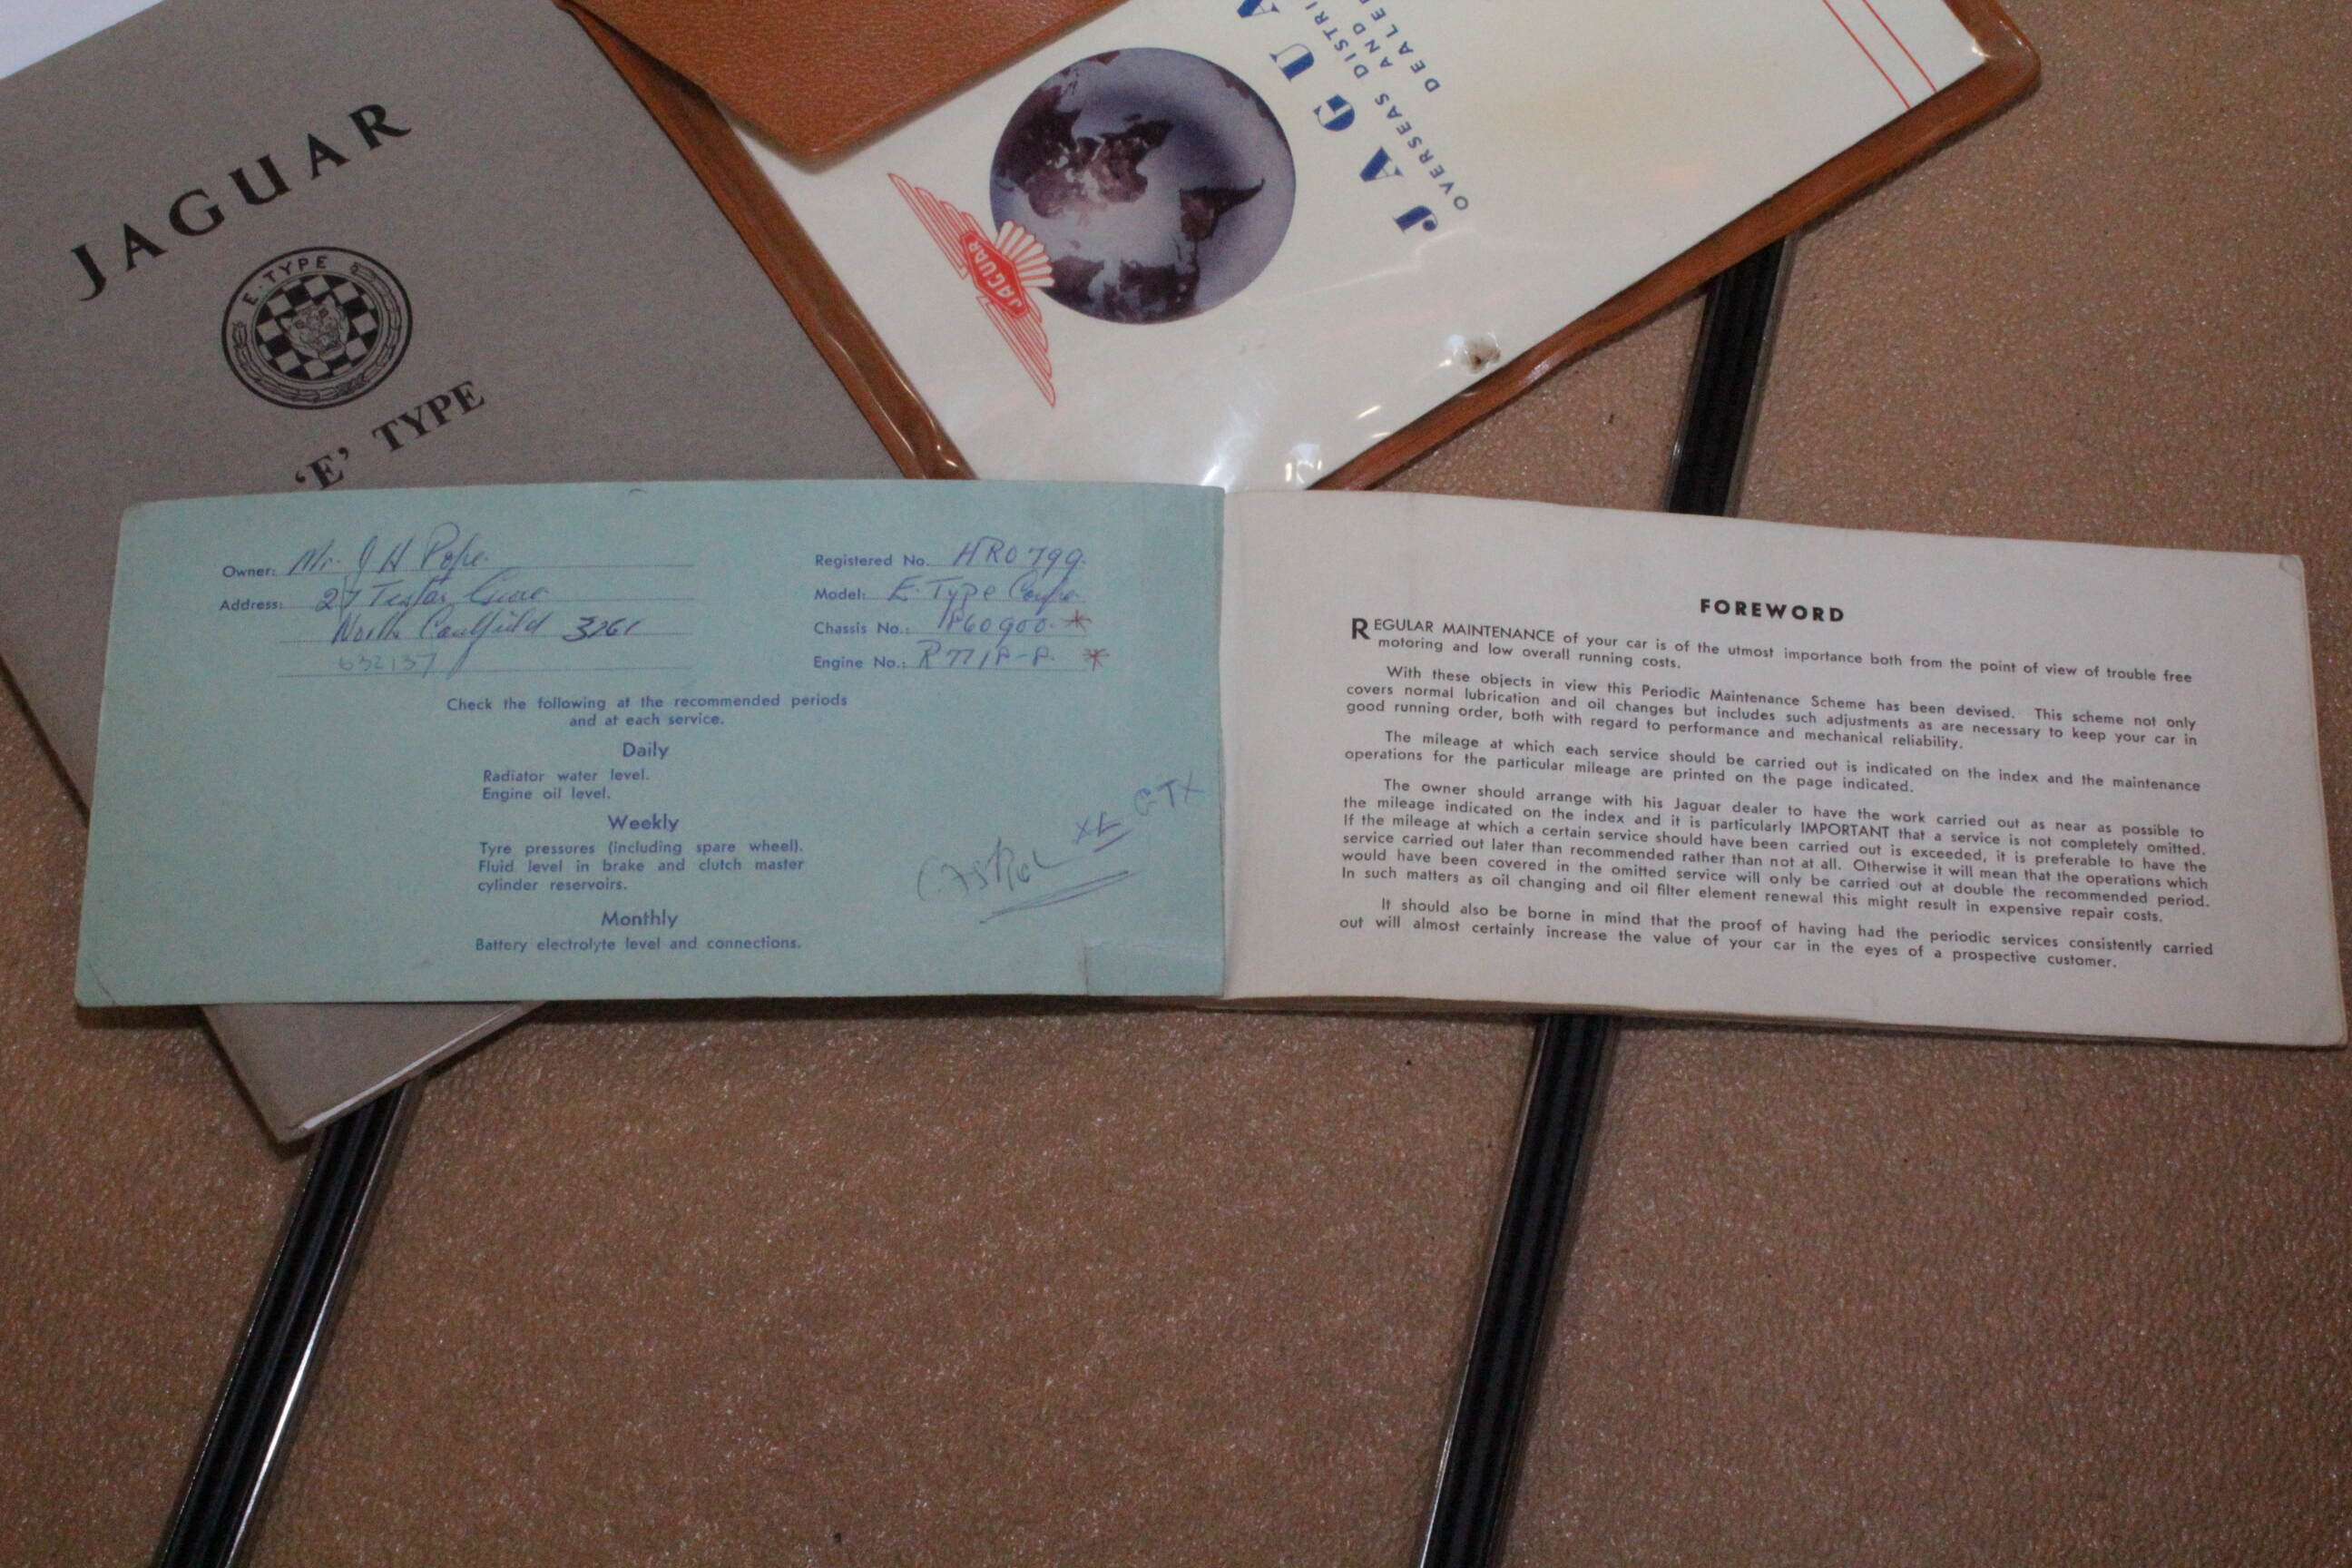 JAGUAR
E-TYPE
'E' TYPE
JAGUA
OVERSEAS DISTRI
AND
DEALE
JAGUAR
Owner: Mr. J H Pope
Address: 27
North Caulfield 3161
632137
Registered No. HRO 799.
Model: E. Type Coupe
Chassis No.: 1860900. *
Engine No.: R7718-8. *
Check the following at the recommended periods
and at each service.
Daily
Radiator water level.
Engine oil level.
Weekly
Tyre pressures (including spare wheel).
Fluid level in brake and clutch master
cylinder reservoirs.
Monthly
Battery electrolyte level and connections.
Castrol XL GTX
FOREWORD
REGULAR MAINTENANCE of your car is of the utmost importance both from the point of view of trouble free
motoring and low overall running costs.
With these objects in view this Periodic Maintenance Scheme has been devised. This scheme not only
covers normal lubrication and oil changes but includes such adjustments as are necessary to keep your car in
good running order, both with regard to performance and mechanical reliability.
The mileage at which each service should be carried out is indicated on the index and the maintenance
operations for the particular mileage are printed on the page indicated.
The owner should arrange with his Jaguar dealer to have the work carried out as near as possible to
the mileage indicated on the index and it is particularly IMPORTANT that a service is not completely omitted.
If the mileage at which a certain service should have been carried out is exceeded, it is preferable to have the
service carried out later than recommended rather than not at all. Otherwise it will mean that the operations which
would have been covered in the omitted service will only be carried out at double the recommended period.
In such matters as oil changing and oil filter element renewal this might result in expensive repair costs.
It should also be borne in mind that the proof of having had the periodic services consistently carried
out will almost certainly increase the value of your car in the eyes of a prospective customer.